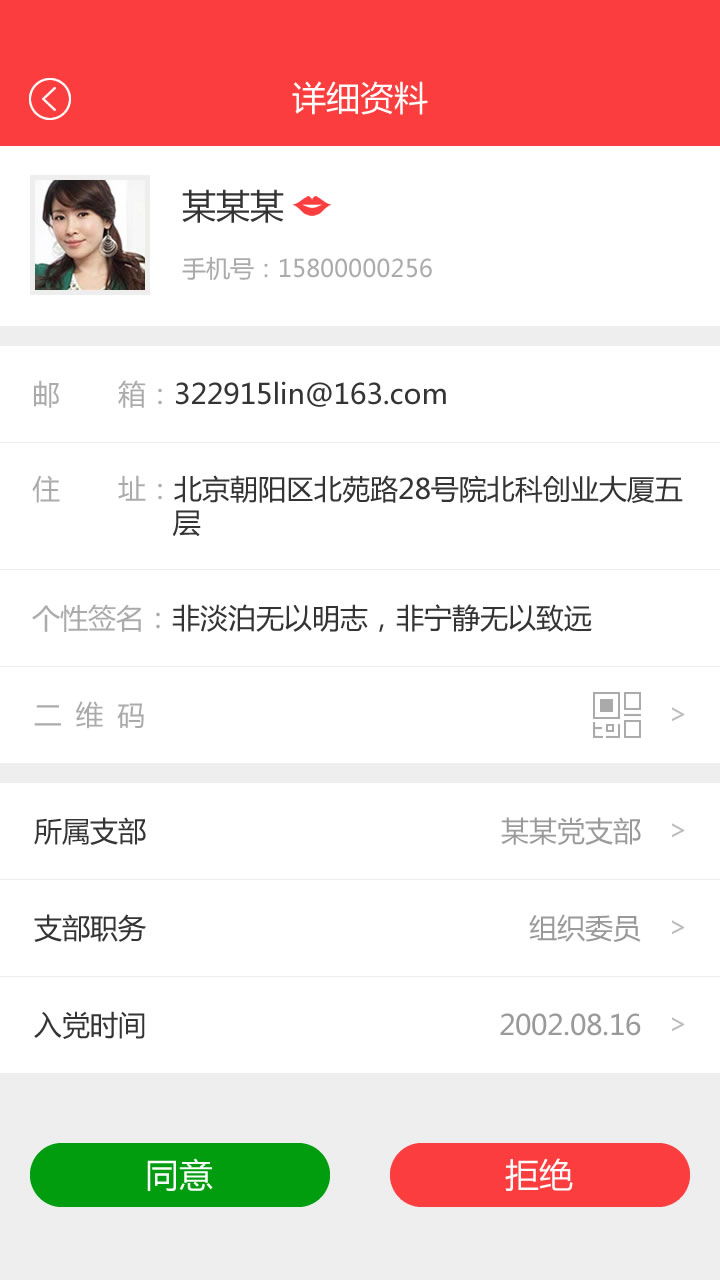 详细资料
某某某
手机号：15800000256
邮　　箱：322915lin@163.com
住　　址：北京朝阳区北苑路28号院北科创业大厦五
层
个性签名：非淡泊无以明志，非宁静无以致远
二 维 码 >
所属支部 某某党支部 >
支部职务 组织委员 >
入党时间 2002.08.16 >
同意 拒绝